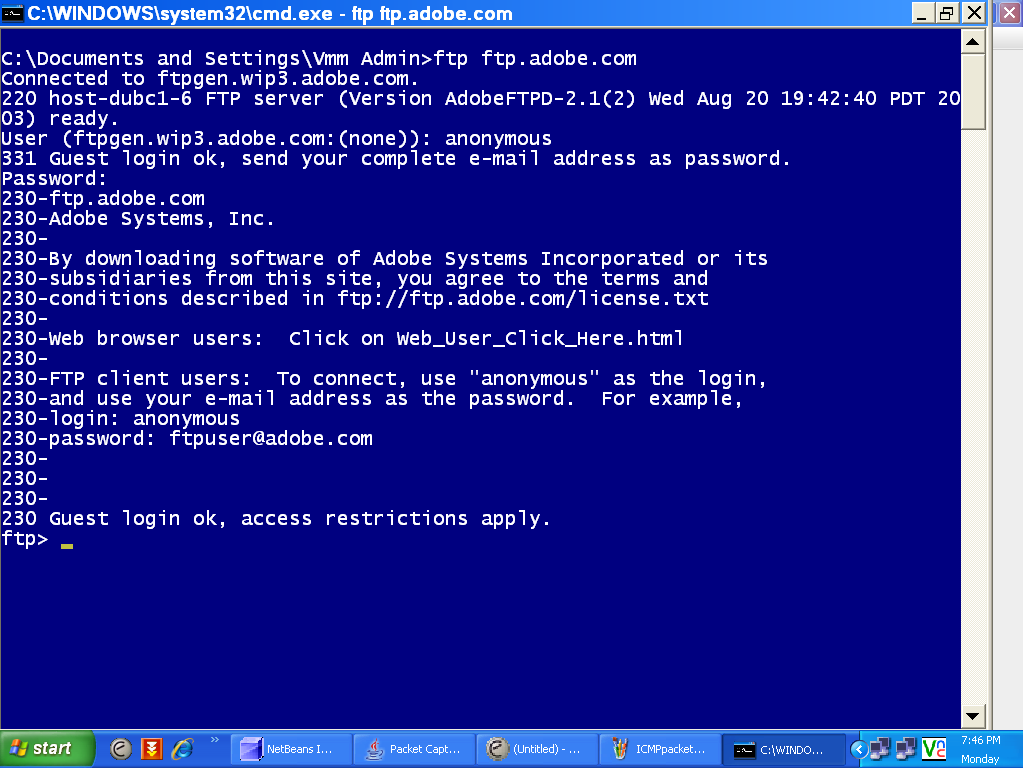 C:\WINDOWS\system32\cmd.exe - ftp ftp.adobe.com
C:\Documents and Settings\Vmm Admin>ftp ftp.adobe.com
Connected to ftpgen.wip3.adobe.com.
220 host-dubc1-6 FTP server (Version AdobeFTPD-2.1(2) Wed Aug 20 19:42:40 PDT 20
03) ready.
User (ftpgen.wip3.adobe.com:(none)): anonymous
331 Guest login ok, send your complete e-mail address as password.
Password:
230-ftp.adobe.com
230-Adobe Systems, Inc.
230-
230-By downloading software of Adobe Systems Incorporated or its
230-subsidiaries from this site, you agree to the terms and
230-conditions described in ftp://ftp.adobe.com/license.txt
230-
230-Web browser users:  Click on Web_User_Click_Here.html
230-
230-FTP client users:  To connect, use "anonymous" as the login,
230-and use your e-mail address as the password.  For example,
230-login: anonymous
230-password: ftpuser@adobe.com
230-
230-
230-
230 Guest login ok, access restrictions apply.
ftp>
start
NetBeans I...
Packet Capt...
(Untitled) - ...
ICMPpacket...
C:\WINDO...
7:46 PM
Monday